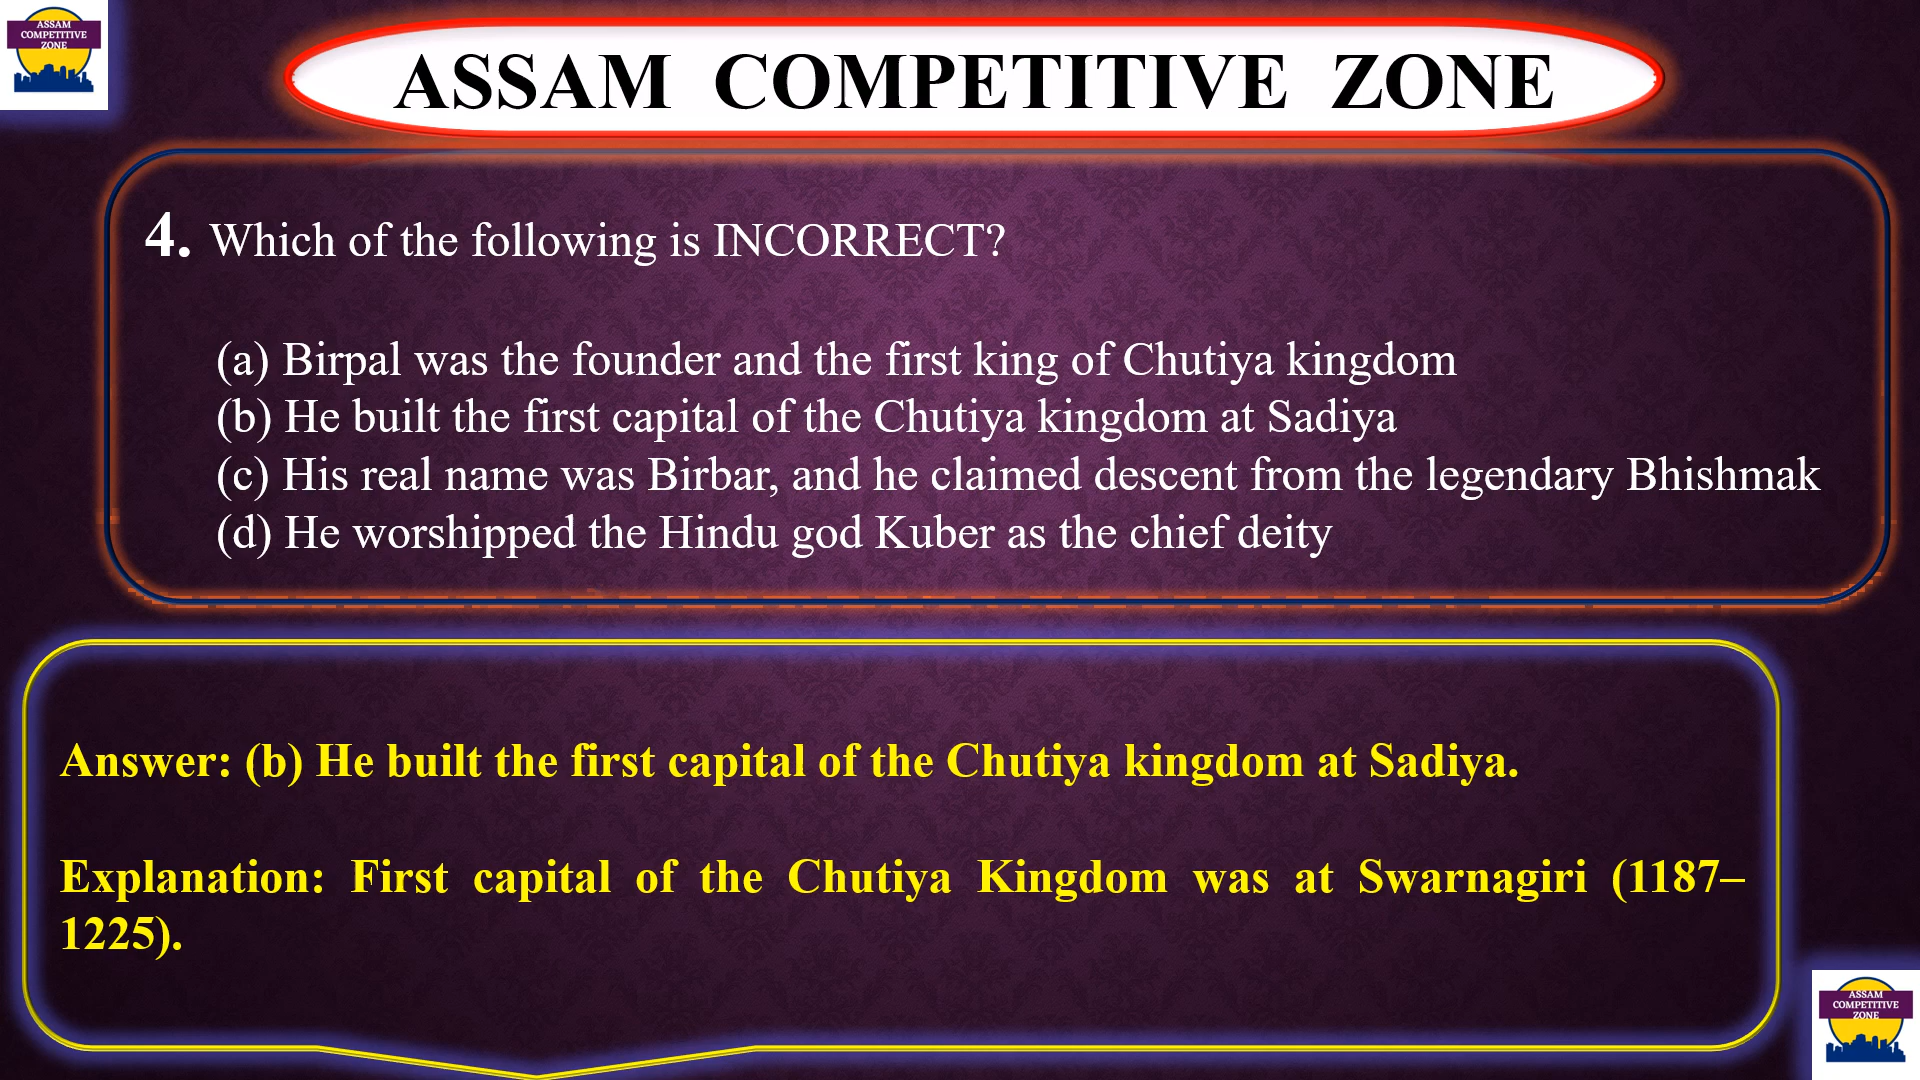 ASSAM
COMPETITIVE
ZONE
ASSAM COMPETITIVE ZONE
4. Which of the following is INCORRECT?
(a) Birpal was the founder and the first king of Chutiya kingdom
(b) He built the first capital of the Chutiya kingdom at Sadiya
(c) His real name was Birbar, and he claimed descent from the legendary Bhishmak
(d) He worshipped the Hindu god Kuber as the chief deity
Answer: (b) He built the first capital of the Chutiya kingdom at Sadiya.
Explanation: First capital of the Chutiya Kingdom was at Swarnagiri (1187–
1225).
ASSAM
COMPETITIVE
ZONE